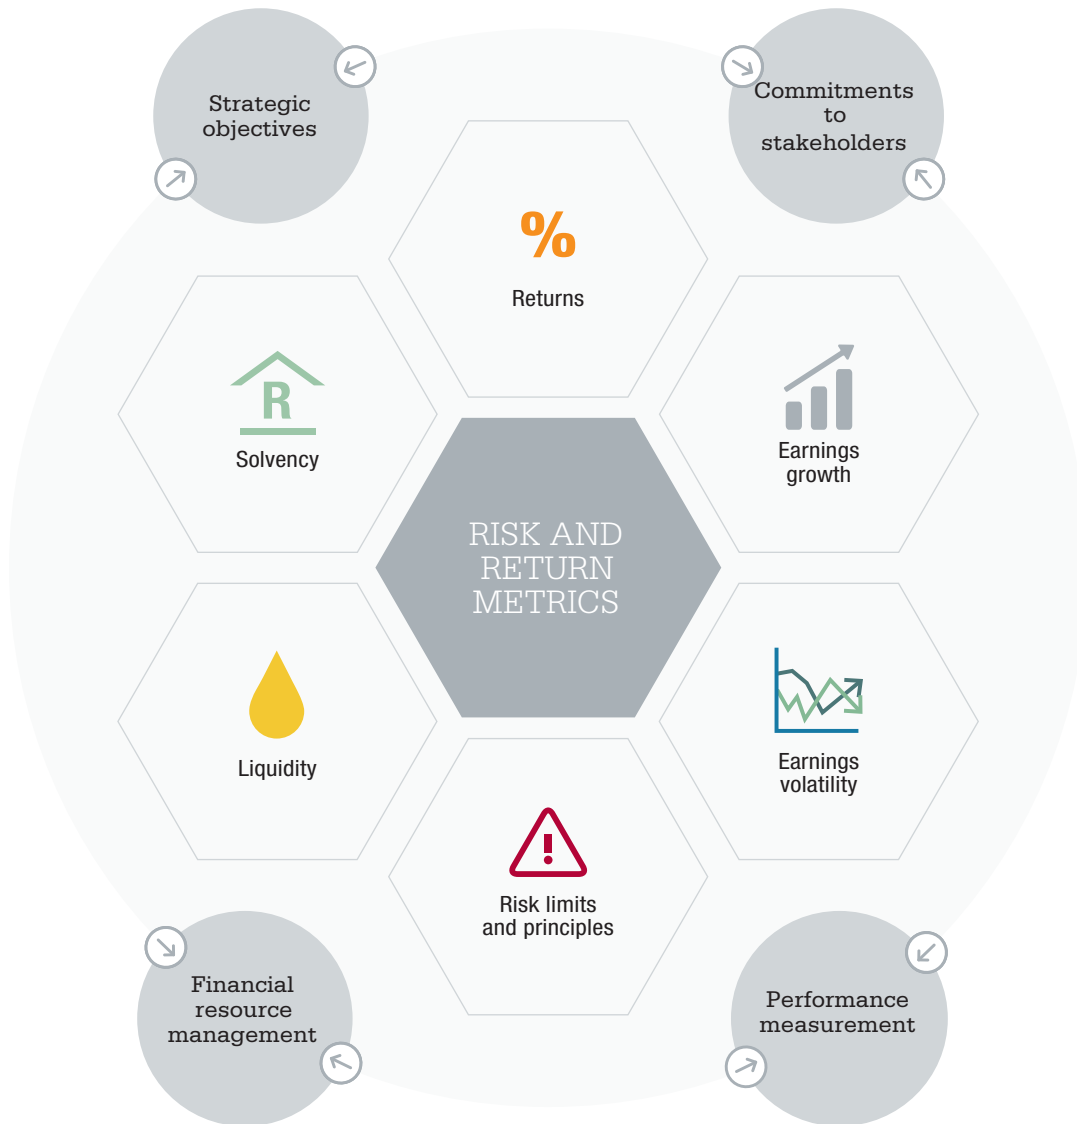 Strategic
objectives
Commitments
to
stakeholders
%
Returns
R
Solvency
Earnings
growth
RISK AND
RETURN
METRICS
Liquidity
Earnings
volatility
!
Risk limits
and principles
Financial
resource
management
Performance
measurement